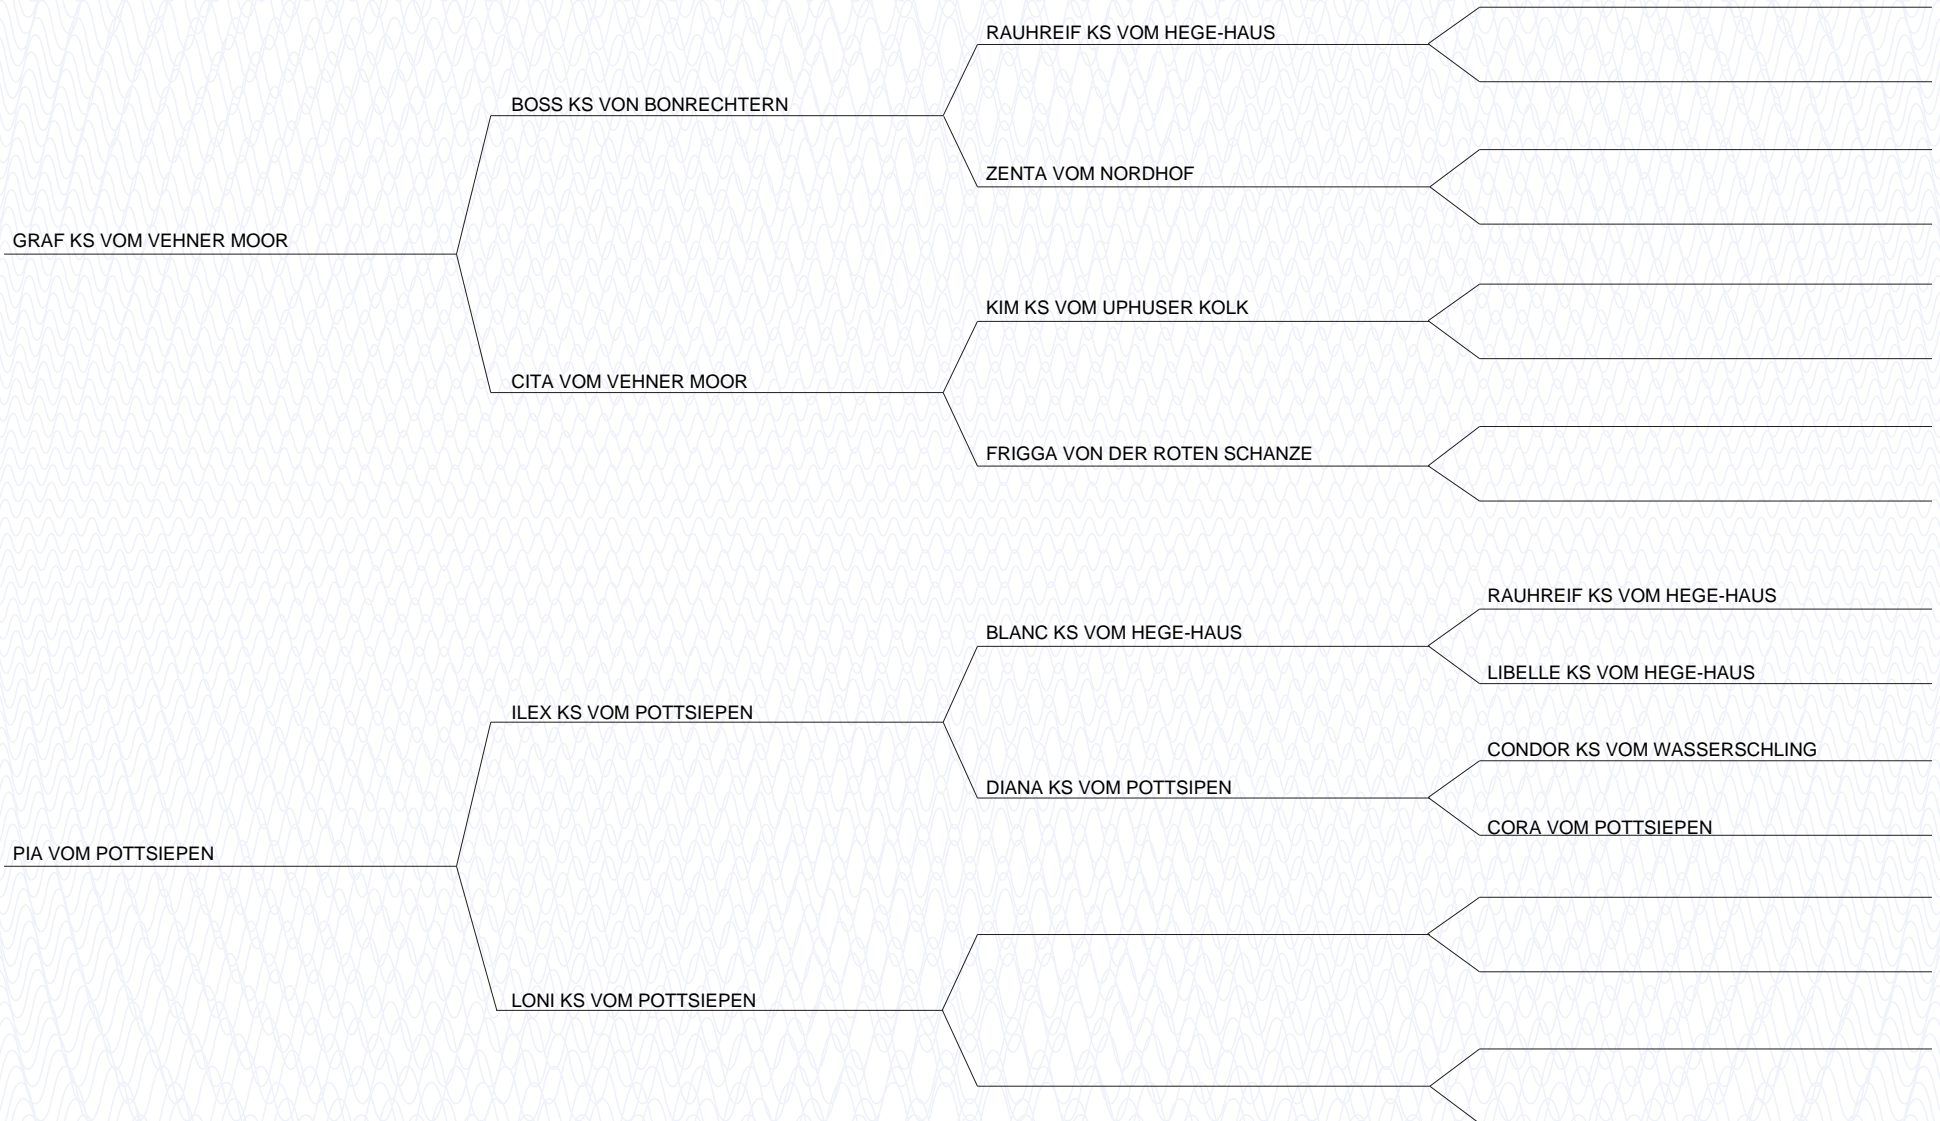 RAUHREIF KS VOM HEGE-HAUS
BOSS KS VON BONRECHTERN
ZENTA VOM NORDHOF
GRAF KS VOM VEHNER MOOR
KIM KS VOM UPHUSER KOLK
CITA VOM VEHNER MOOR
FRIGGA VON DER ROTEN SCHANZE
RAUHREIF KS VOM HEGE-HAUS
BLANC KS VOM HEGE-HAUS
LIBELLE KS VOM HEGE-HAUS
ILEX KS VOM POTTSIEPEN
CONDOR KS VOM WASSERSCHLING
DIANA KS VOM POTTSIPEN
CORA VOM POTTSIEPEN
PIA VOM POTTSIEPEN
LONI KS VOM POTTSIEPEN